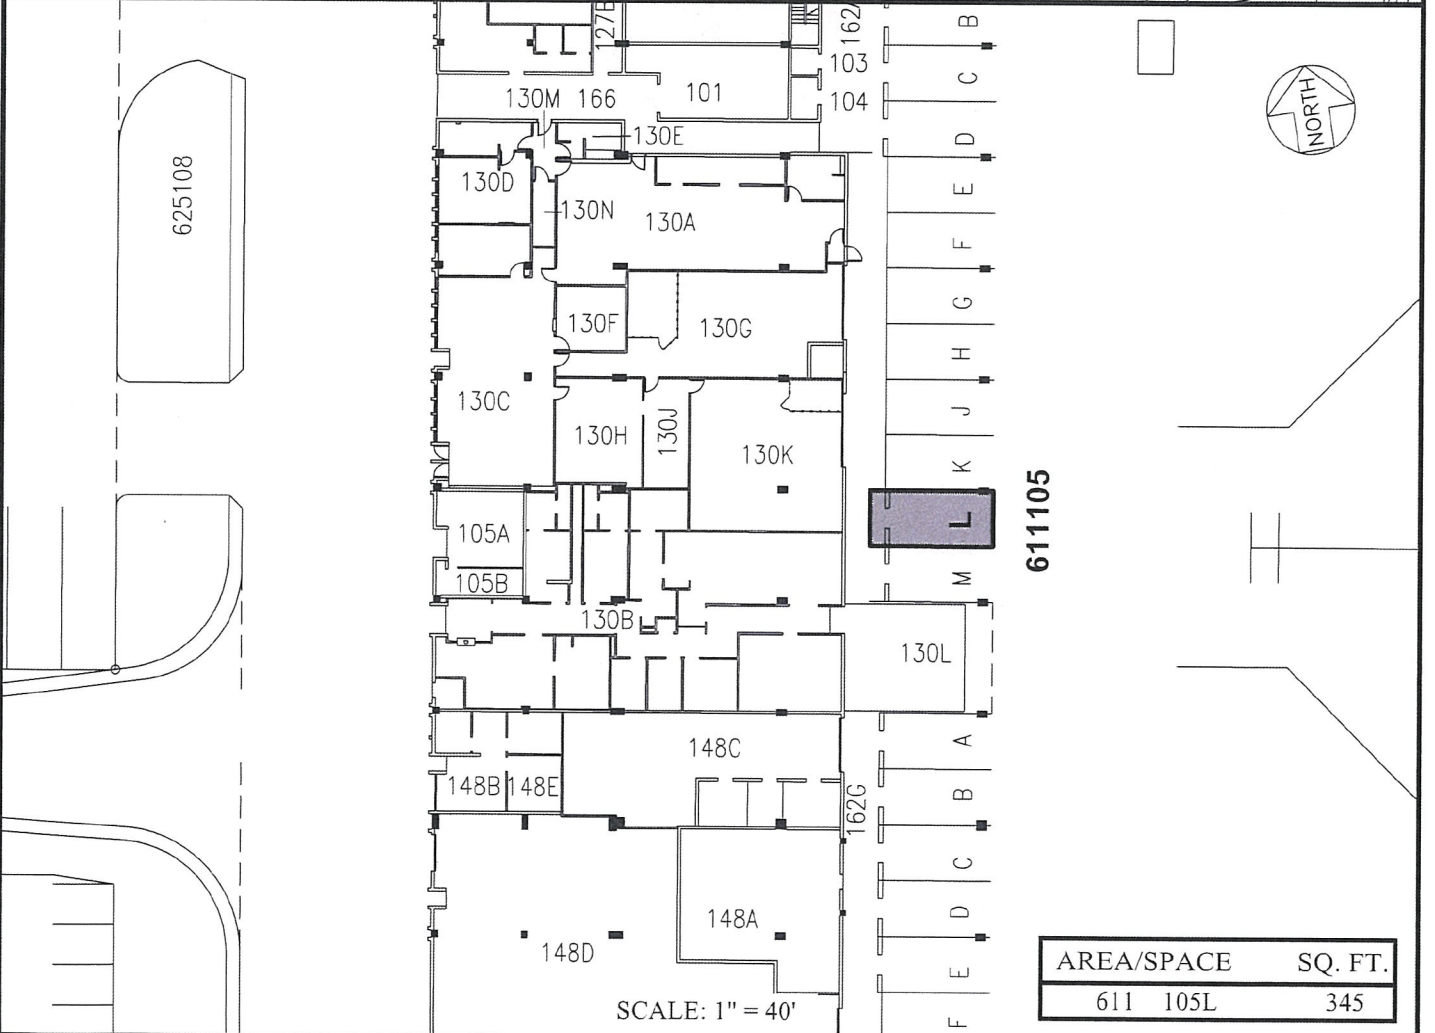 127B
162A
B
103
C
130M 166
101
104
NORTH
130E
D
625108
130D
E
130N
130A
F
G
130F
130G
H
130C
J
130H
130J
130K
K
611105
L
105A
105B
M
130B
130L
148C
A
148B
148E
B
162G
C
148A
D
148D
E
AREA/SPACE SQ. FT.
611 105L 345
SCALE: 1" = 40'
F